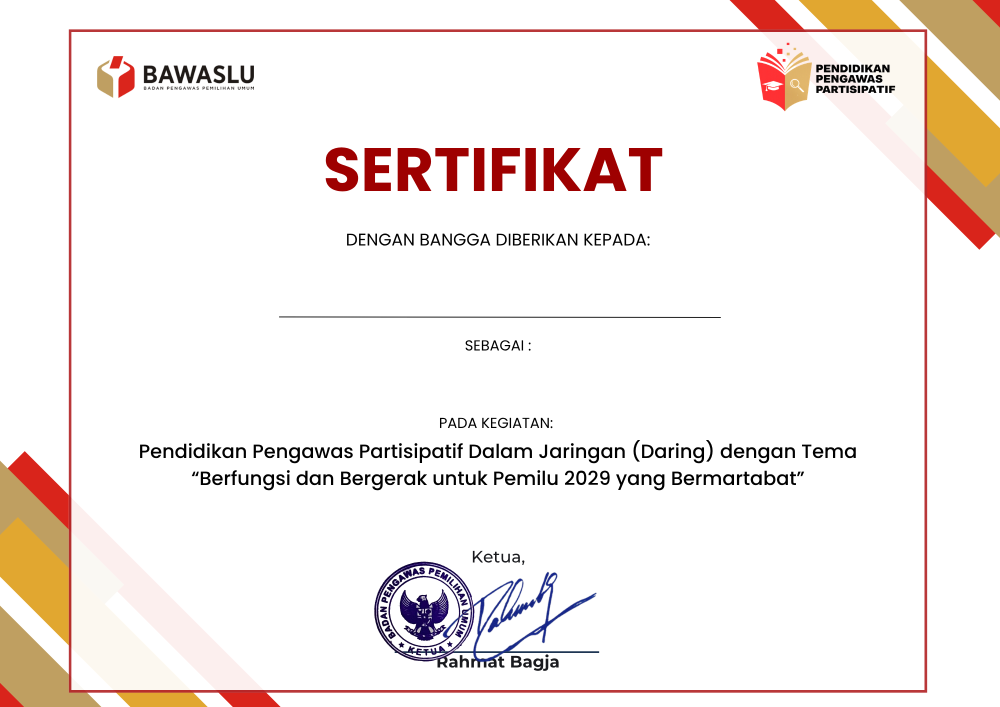 BAWASLU
BADAN PENGAWAS PEMILIHAN UMUM
PENDIDIKAN
PENGAWAS
PARTISIPATIF
SERTIFIKAT
DENGAN BANGGA DIBERIKAN KEPADA:
SEBAGAI :
PADA KEGIATAN:
Pendidikan Pengawas Partisipatif Dalam Jaringan (Daring) dengan Tema
“Berfungsi dan Bergerak untuk Pemilu 2029 yang Bermartabat”
Ketua,
BADAN PENGAWAS PEMILIHAN UMUM
KETUA
Rahmat Bagja